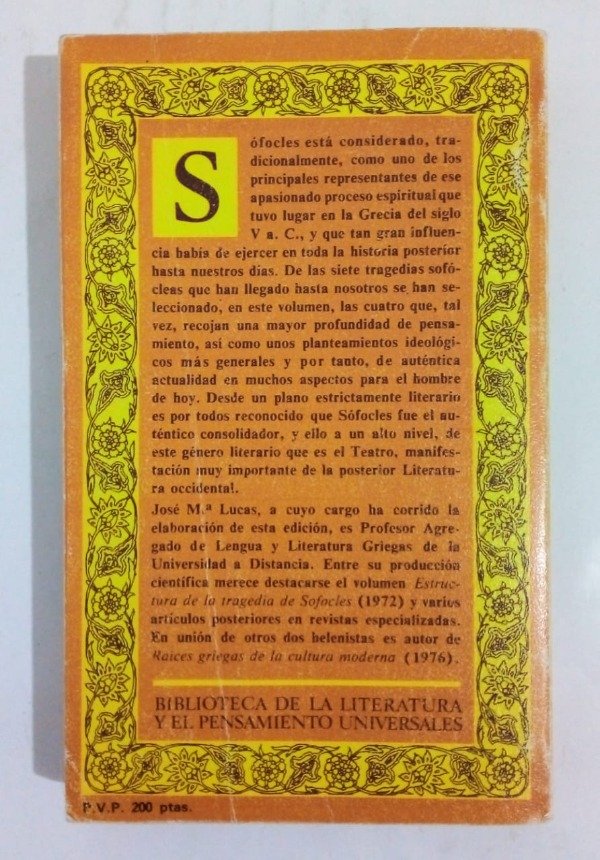 Sófocles está considerado, tra-
dicionalmente, como uno de los
principales representantes de ese
apasionado proceso espiritual que
tuvo lugar en la Grecia del siglo
V a. C., y que tan gran influen-
cia había de ejercer en toda la historia posterior
hasta nuestros días. De las siete tragedias sofó-
cleas que han llegado hasta nosotros se han se-
leccionado, en este volumen, las cuatro que, tal
vez, recojan una mayor profundidad de pensa-
miento, así como unos planteamientos ideológi-
cos más generales y por tanto, de auténtica
actualidad en muchos aspectos para el hombre
de hoy. Desde un plano estrictamente literario
es por todos reconocido que Sófocles fue el au-
téntico consolidador, y ello a un alto nivel, de
este género literario que es el Teatro, manifes-
tación muy importante de la posterior Literatu-
ra occidental.
José M.ª Lucas, a cuyo cargo ha corrido la
elaboración de esta edición, es Profesor Agre-
gado de Lengua y Literatura Griegas de la
Universidad a Distancia. Entre su producción
científica merece destacarse el volumen Estruc-
tura de la tragedia de Sofocles (1972) y varios
artículos posteriores en revistas especializadas.
En unión de otros dos helenistas es autor de
Raices griegas de la cultura moderna (1976).
BIBLIOTECA DE LA LITERATURA
Y EL PENSAMIENTO UNIVERSALES
P.V.P. 200 ptas.